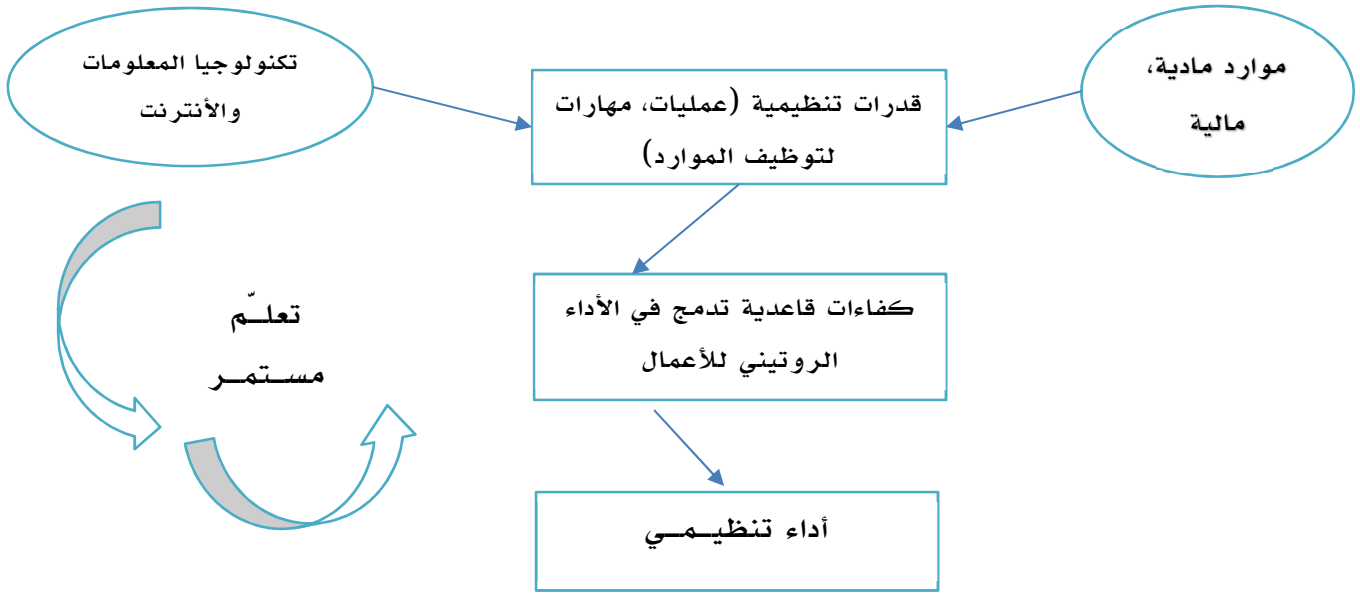 موارد مادية،
مالية
تكنولوجيا المعلومات
والأنترنت
قدرات تنظيمية (عمليات، مهارات
لتوظيف الموارد)
كفاءات قاعدية تدمج في الأداء
الروتيني للأعمال
تعلـّم
مسـتمـر
أداء تنظيـمـي